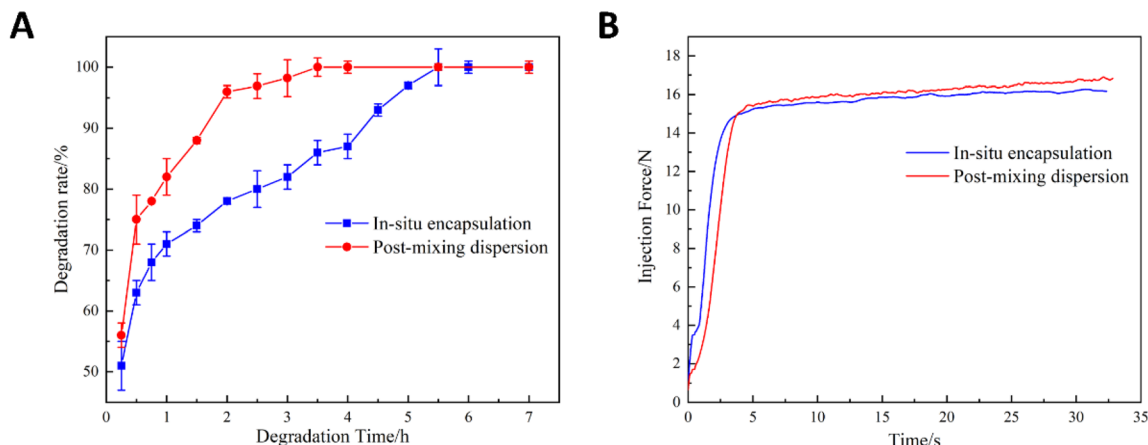 A
B
Degradation rate/%
100
90
80
70
60
50
In-situ encapsulation
Post-mixing dispersion
0 1 2 3 4 5 6 7
Degradation Time/h
Injection Force/N
18
16
14
12
10
8
6
4
2
0
In-situ encapsulation
Post-mixing dispersion
0 5 10 15 20 25 30 35
Time/s